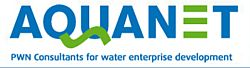 AQUANET
PWN Consultants for water enterprise development